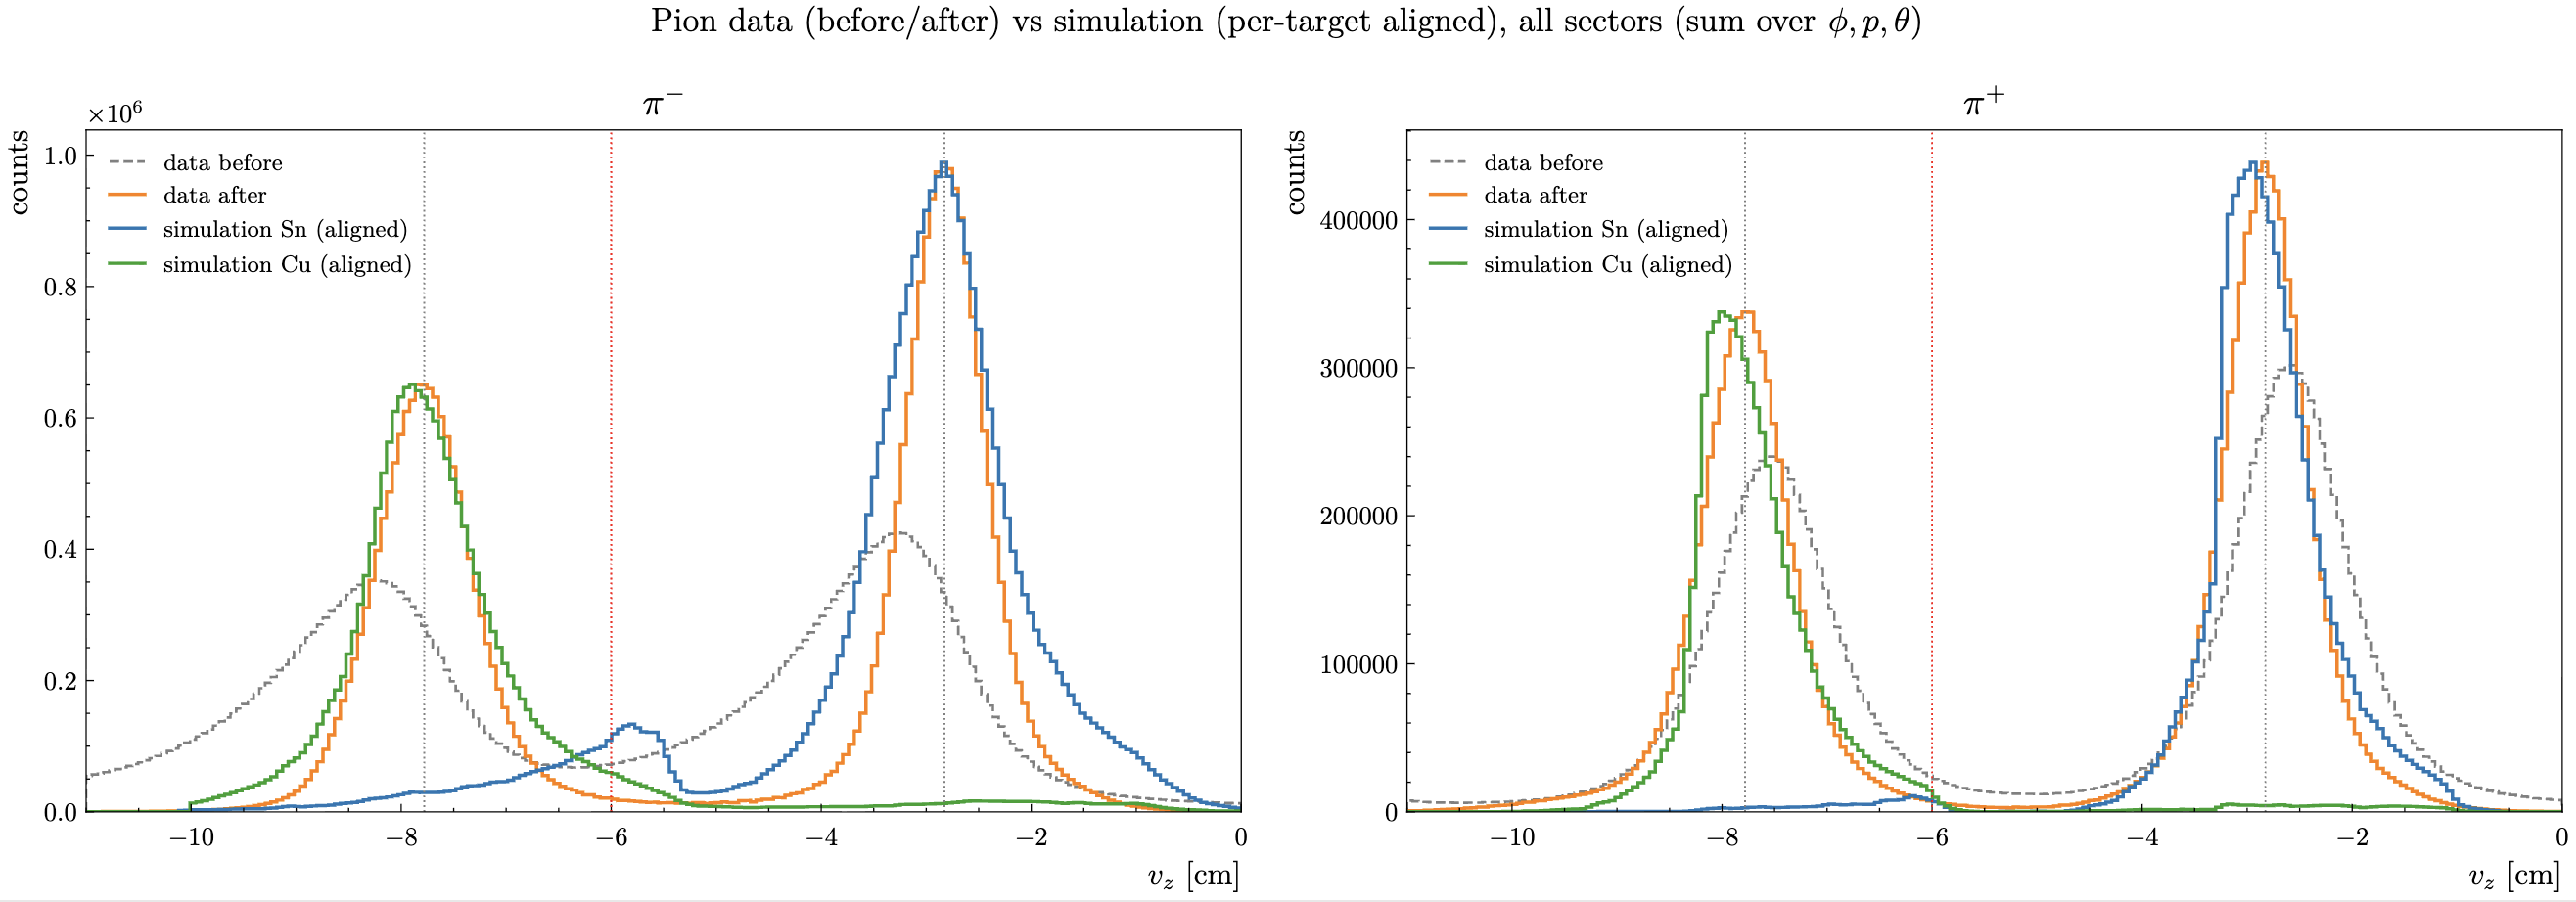 Pion data (before/after) vs simulation (per-target aligned), all sectors (sum over ϕ, p, θ)
π⁻
×10⁶
counts
1.0
0.8
0.6
0.4
0.2
0.0
data before
data after
simulation Sn (aligned)
simulation Cu (aligned)
−10 −8 −6 −4 −2 0
v_z [cm]
π⁺
counts
400000
300000
200000
100000
0
data before
data after
simulation Sn (aligned)
simulation Cu (aligned)
−10 −8 −6 −4 −2 0
v_z [cm]